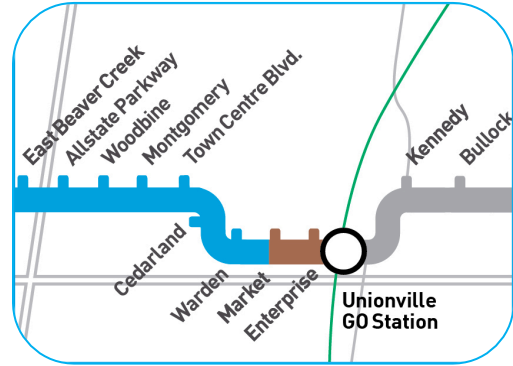 East Beaver Creek
Allstate Parkway
Woodbine
Montgomery
Town Centre Blvd.
Kennedy
Bullock
Cedarland
Warden
Market
Enterprise
Unionville
GO Station